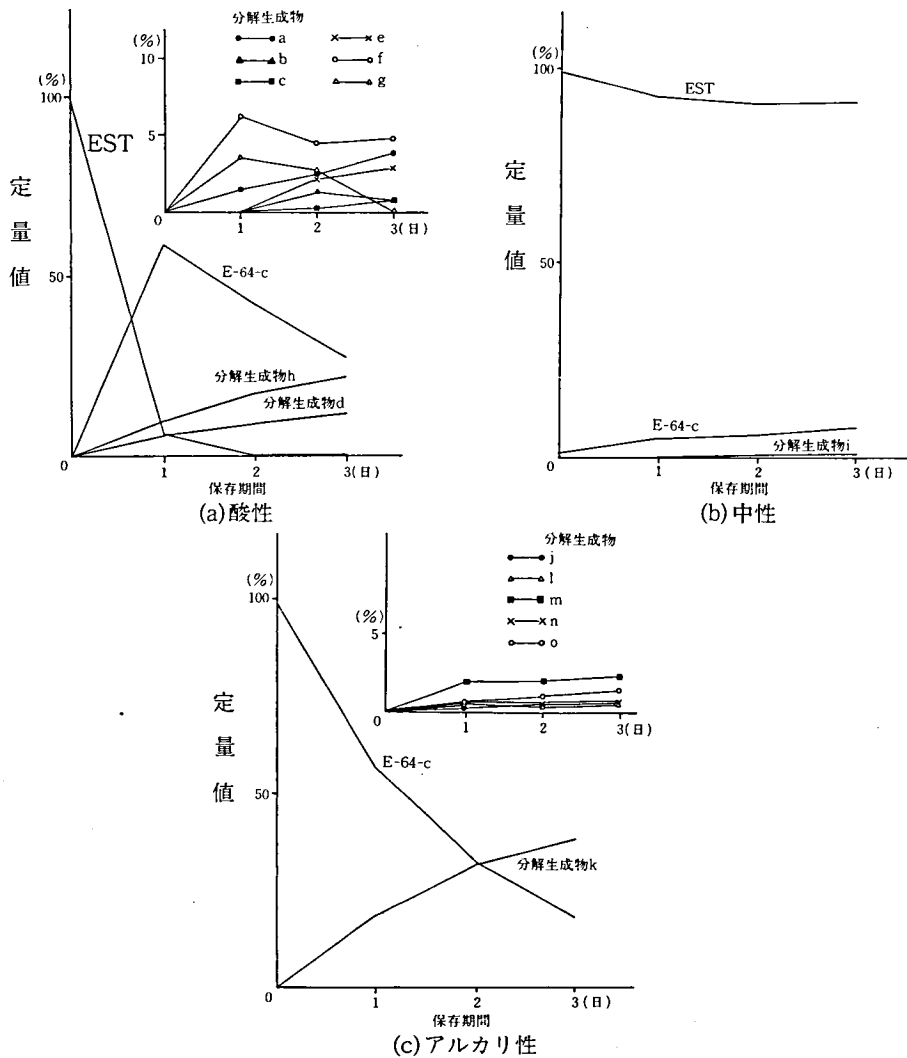 分解生成物
a
b
c
e
f
g
(%)
10
5
0
1
2
3(日)
(%)
100
50
0
EST
E-64-c
分解生成物h
分解生成物d
定量値
1
2
3(日)
保存期間
(a)酸性
(%)
100
50
0
EST
E-64-c
分解生成物i
定量値
1
2
3(日)
保存期間
(b)中性
分解生成物
j
l
m
n
o
(%)
5
0
1
2
3(日)
(%)
100
50
0
E-64-c
分解生成物k
定量値
1
2
3(日)
保存期間
(c)アルカリ性